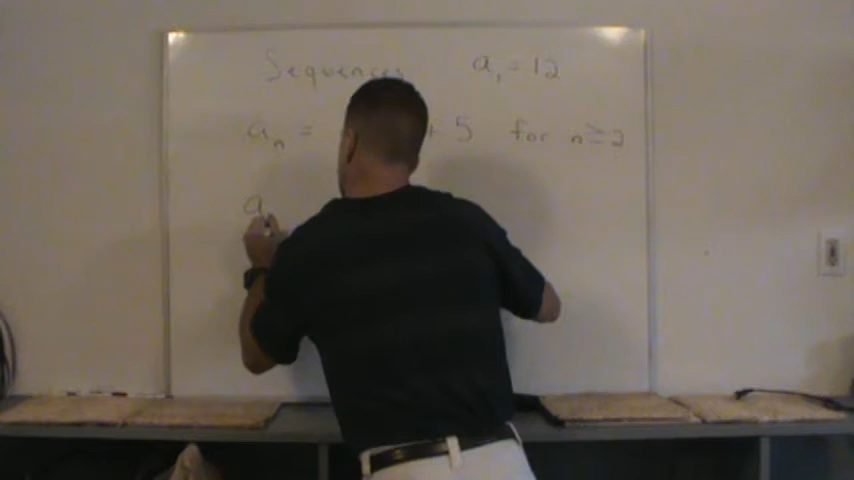 Sequences a₁ = 12
aₙ = + 5 for n ≥ 2
a